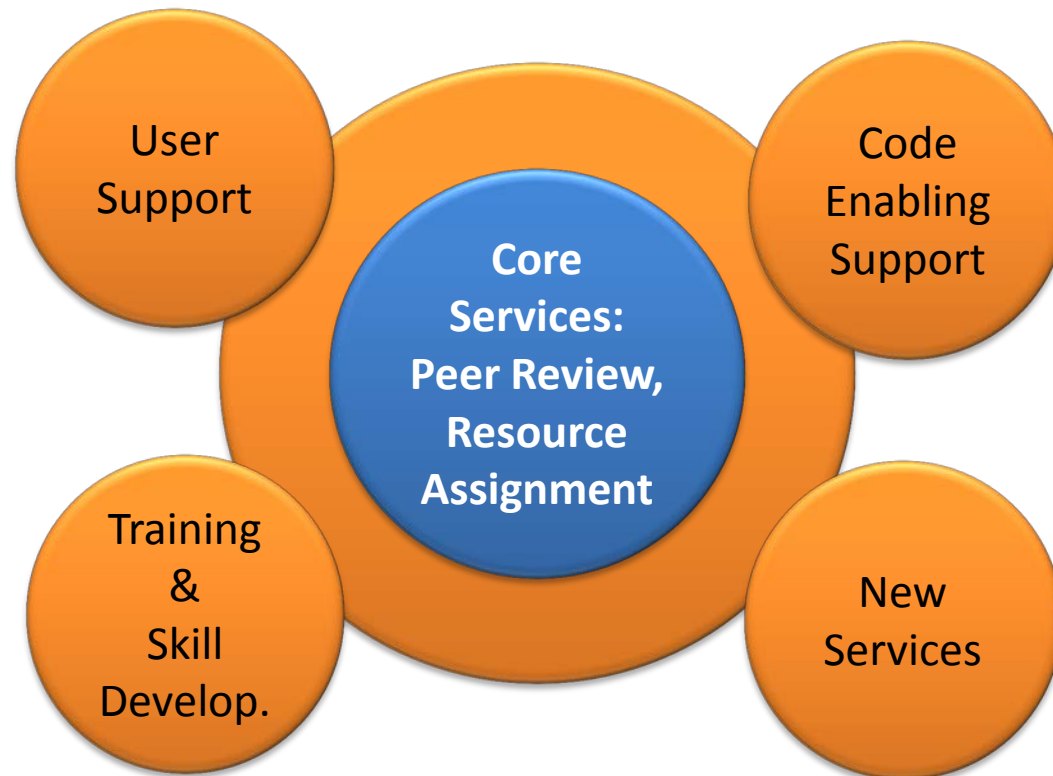 User
Support
Code
Enabling
Support
Core
Services:
Peer Review,
Resource
Assignment
Training
&
Skill
Develop.
New
Services